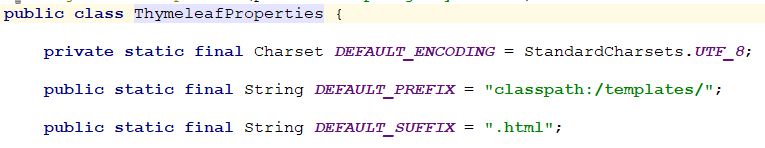 public class ThymeleafProperties {
private static final Charset DEFAULT_ENCODING = StandardCharsets.UTF_8;
public static final String DEFAULT_PREFIX = "classpath:/templates/";
public static final String DEFAULT_SUFFIX = ".html";